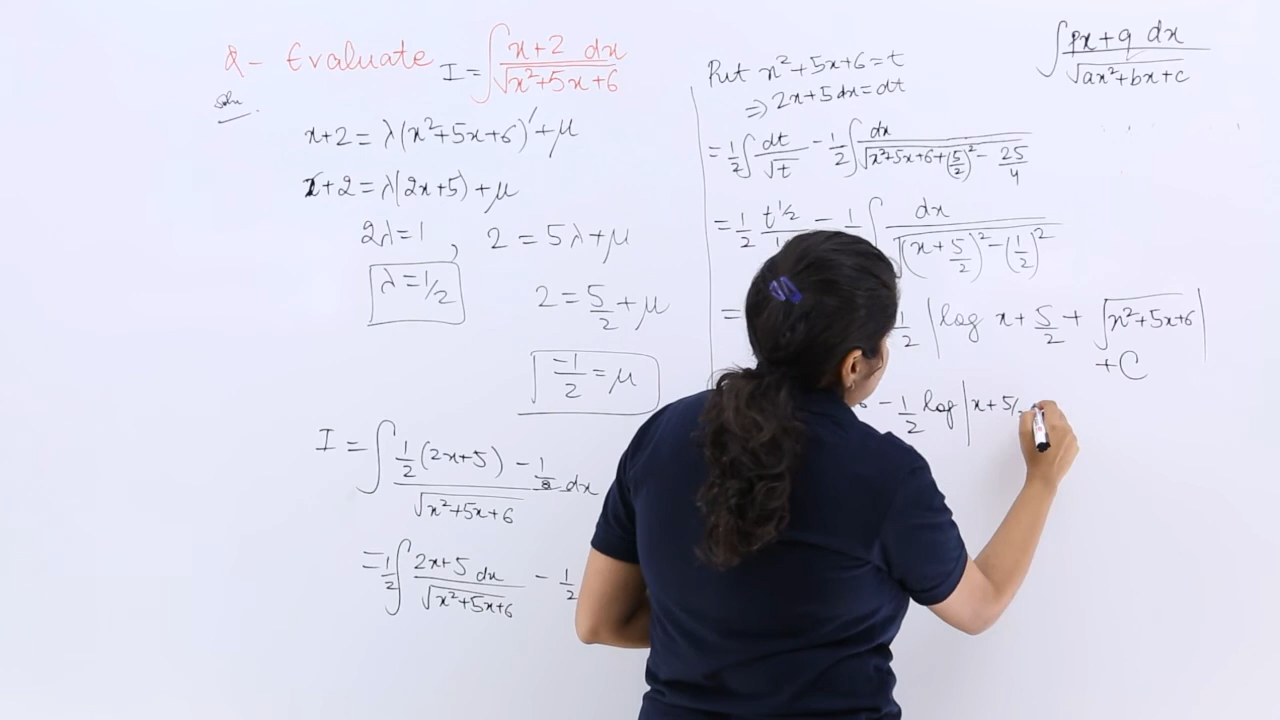 Q- Evaluate I = ∫ x+2 dx / √x²+5x+6
Soln.
x+2 = λ(x²+5x+6)' + μ
x+2 = λ(2x+5) + μ
2λ=1 , 2 = 5λ+μ
λ = 1/2
2 = 5/2 + μ
-1/2 = μ
I = ∫ 1/2 (2x+5) - 1/2 dx / √x²+5x+6
= 1/2 ∫ 2x+5 dx / √x²+5x+6 - 1/2
Put x²+5x+6 = t
⇒ 2x+5 dx = dt
= 1/2 ∫ dt / √t - 1/2 ∫ dx / √x²+5x+6+(5/2)² - 25/4
= 1/2 t^1/2 - 1 ∫ dx / √(x+5/2)² - (1/2)²
= 1/2 | log x + 5/2 + √x²+5x+6 |
+C
- 1/2 log | x + 5/
∫ px+q dx / √ax²+bx+c